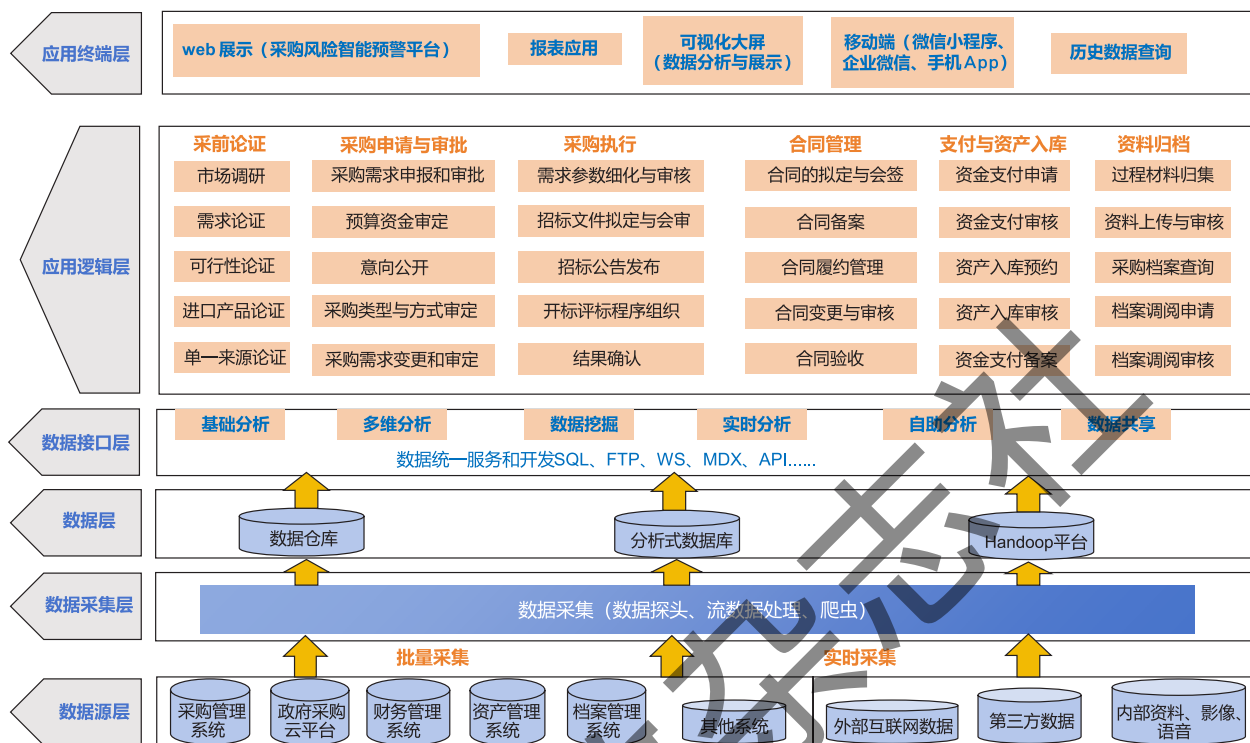 应用终端层
web 展示（采购风险智能预警平台）
报表应用
可视化大屏
（数据分析与展示）
移动端（微信小程序、
企业微信、手机 App）
历史数据查询
应用逻辑层
采前论证
市场调研
需求论证
可行性论证
进口产品论证
单一来源论证
采购申请与审批
采购需求申报和审批
预算资金审定
意向公开
采购类型与方式审定
采购需求变更和审定
采购执行
需求参数细化与审核
招标文件拟定与会审
招标公告发布
开标评标程序组织
结果确认
合同管理
合同的拟定与会签
合同备案
合同履约管理
合同变更与审核
合同验收
支付与资产入库
资金支付申请
资金支付审核
资产入库预约
资产入库审核
资金支付备案
资料归档
过程材料归集
资料上传与审核
采购档案查询
档案调阅申请
档案调阅审核
数据接口层
基础分析
多维分析
数据挖掘
实时分析
自助分析
数据共享
数据统一服务和开发SQL、FTP、WS、MDX、API......
数据层
数据仓库
分析式数据库
Handoop平台
数据采集层
数据采集（数据探头、流数据处理、爬虫）
批量采集
实时采集
数据源层
采购管理
系统
政府采购
云平台
财务管理
系统
资产管理
系统
档案管理
系统
其他系统
外部互联网数据
第三方数据
内部资料、影像、
语音
杂志社